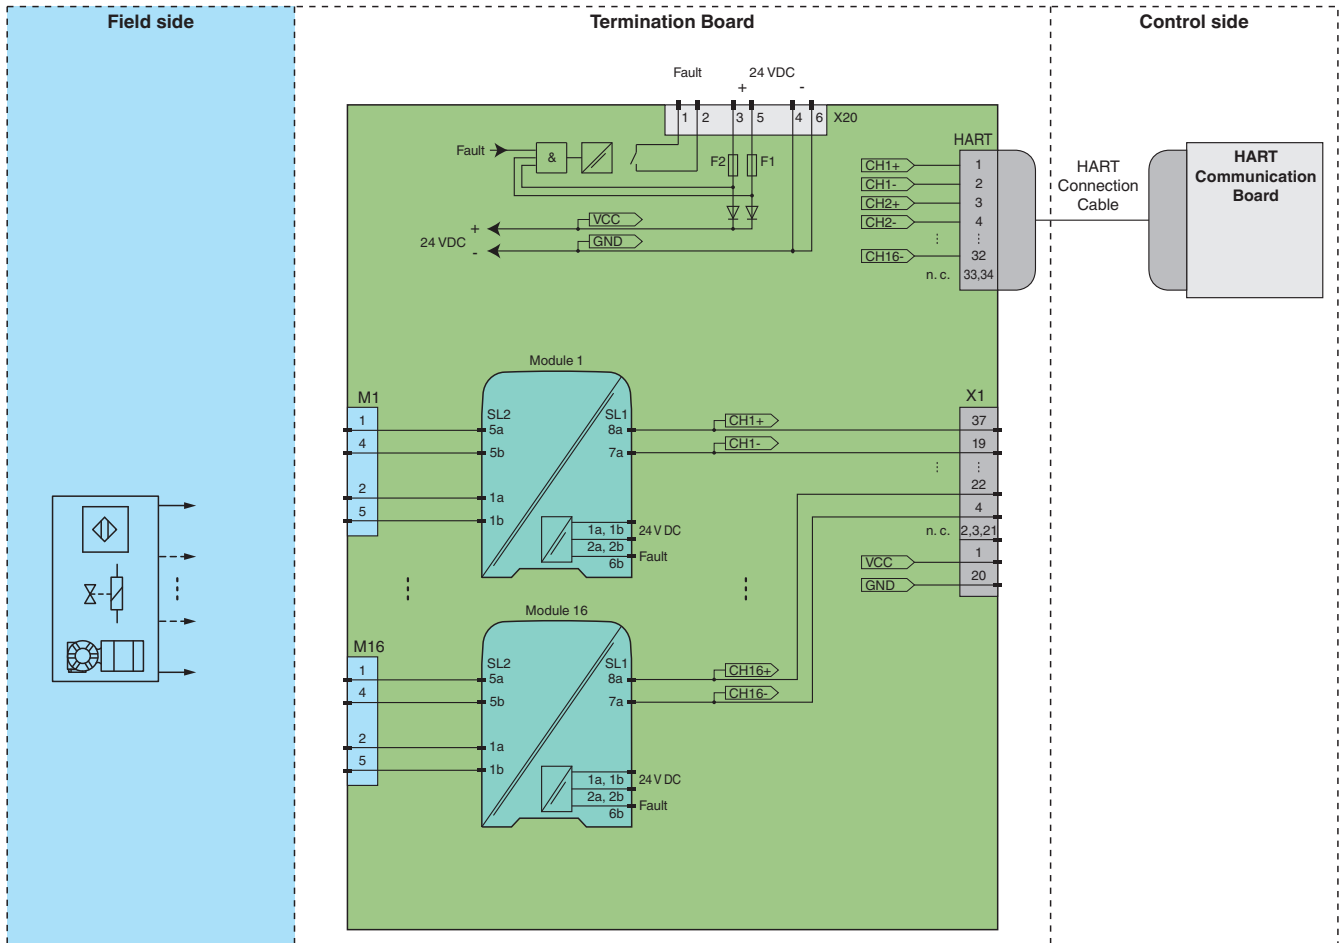 Field side
Termination Board
Control side
Fault 24 VDC
+ -
1 2 3 5 4 6 X20
Fault
&
F2 F1
VCC
+
24 VDC
GND
-
HART
CH1+ 1
CH1- 2
CH2+ 3
CH2- 4
CH16- 32
n. c. 33,34
HART
Connection
Cable
HART
Communication
Board
Module 1
M1
1
4
2
5
SL2
5a
5b
1a
1b
SL1
8a
7a
1a, 1b 24 V DC
2a, 2b
Fault
6b
CH1+
CH1-
X1
37
19
22
4
n. c. 2,3,21
VCC 1
GND 20
Module 16
M16
1
4
2
5
SL2
5a
5b
1a
1b
SL1
8a
7a
1a, 1b 24 V DC
2a, 2b
Fault
6b
CH16+
CH16-